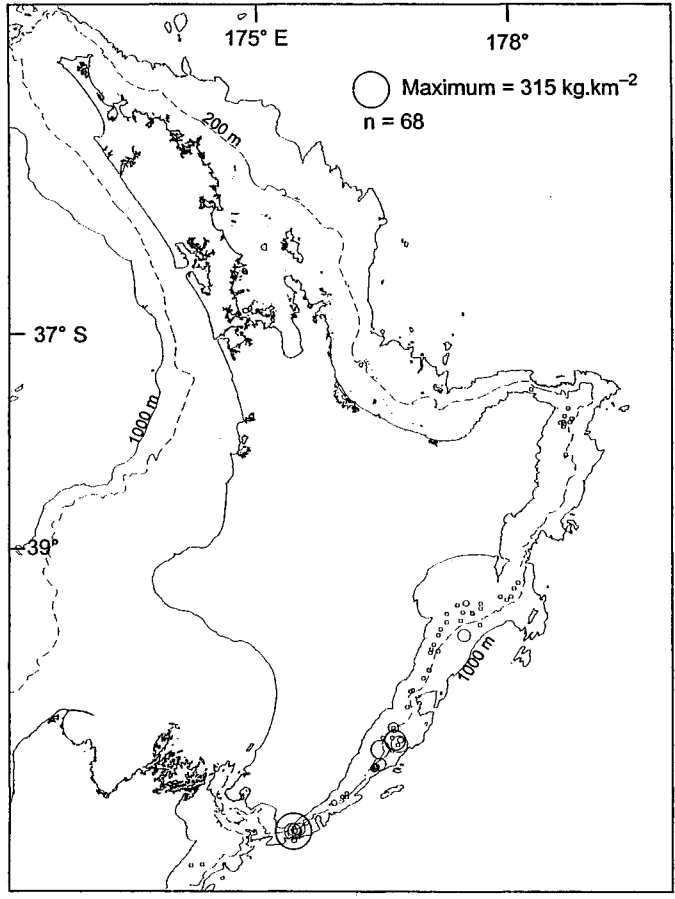 175° E
178°
Maximum = 315 kg.km⁻²
n = 68
200 m
37° S
1000 m
39°
1000 m